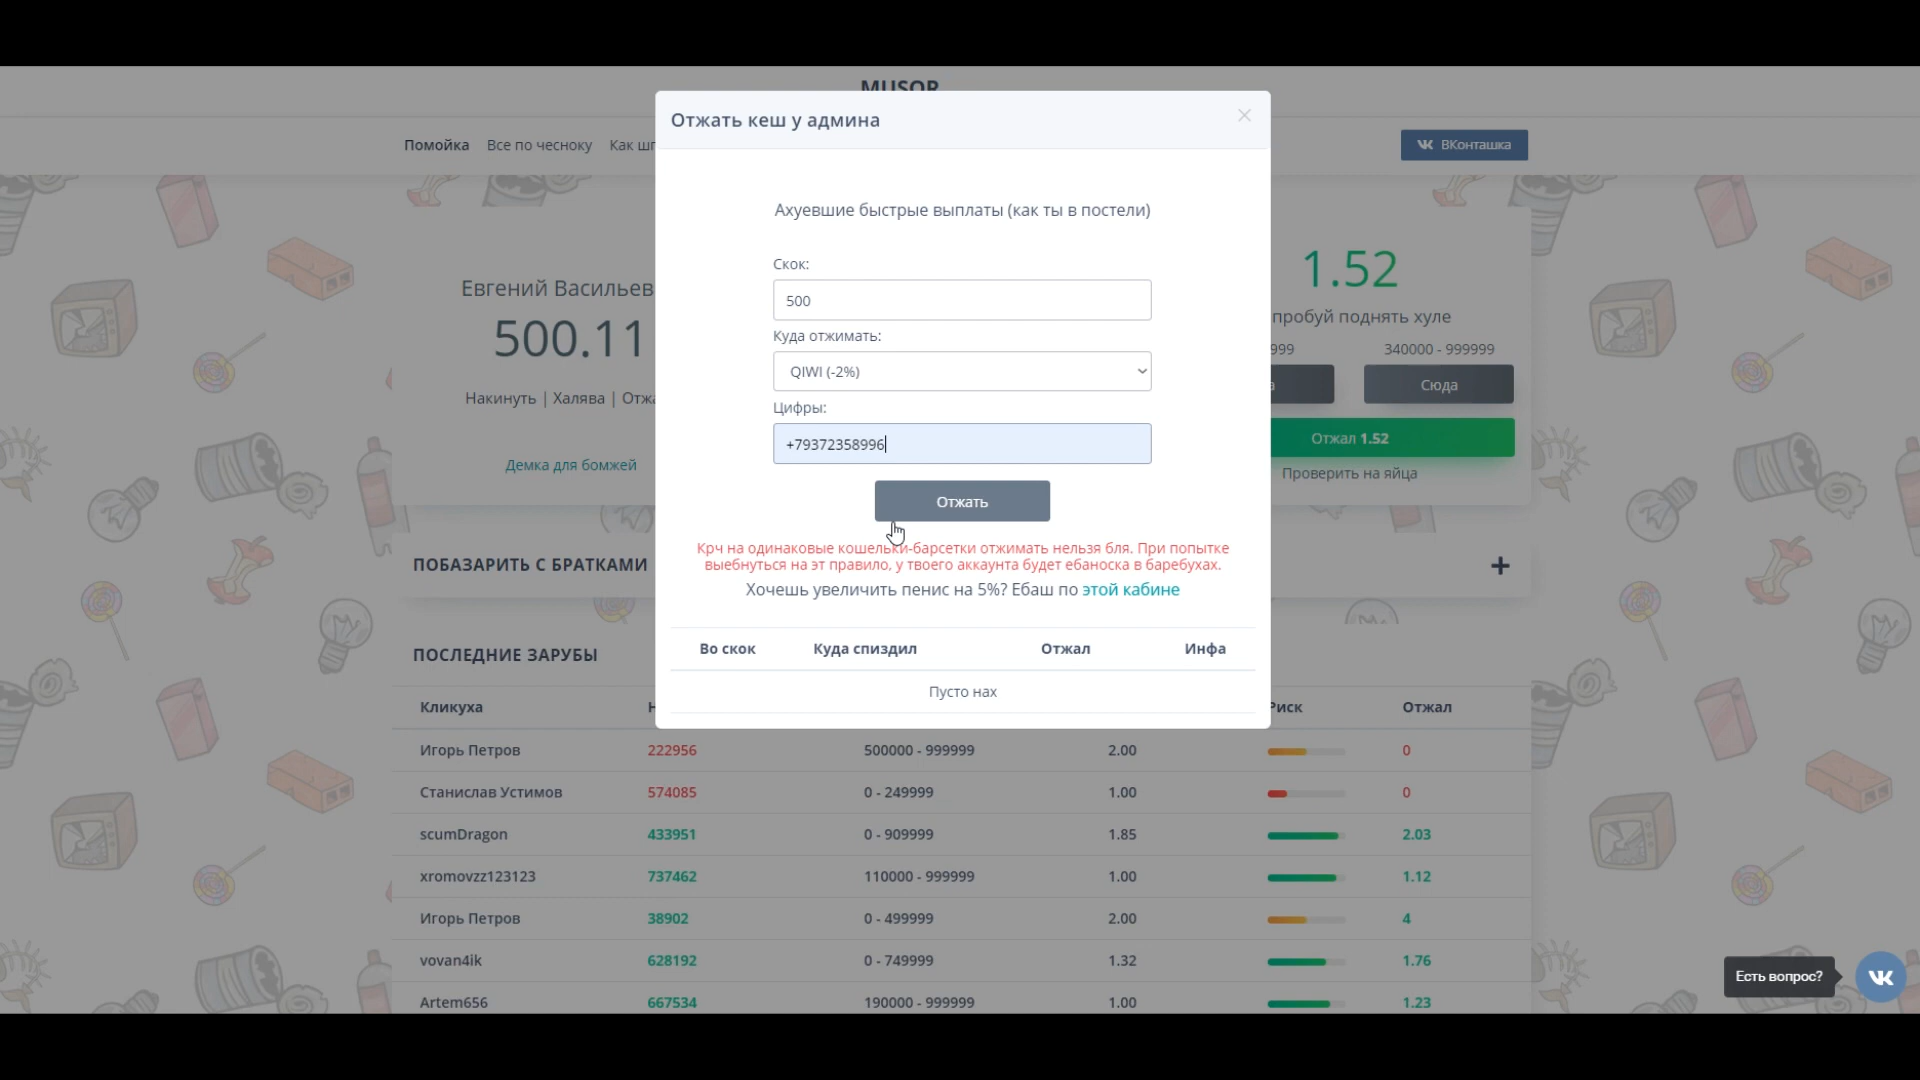 MUSOR
Отжать кеш у админа
Помойка Все по чесноку Как
ВКонташка
Ахуевшие быстрые выплаты (как ты в постели)
Скок:
500
Куда отжимать:
QIWI (-2%)
Цифры:
+79372358996
Отжать
Крч на одинаковые кошельки-барсетки отжимать нельзя бля. При попытке
выебнуться на эт правило, у твоего аккаунта будет ебаноска в баребухах.
Хочешь увеличить пенис на 5%? Ебаш по этой кабине
Во скок Куда спиздил Отжал Инфа
Пусто нах
Евгений Васильев
500.11
Накинуть | Халява | Отжа
Демка для бомжей
1.52
пробуй поднять хуле
999 340000 - 999999
а Сюда
Отжал 1.52
Проверить на яйца
ПОБАЗАРИТЬ С БРАТКАМИ +
ПОСЛЕДНИЕ ЗАРУБЫ
Кликуха Риск Отжал
Игорь Петров 222956 500000 - 999999 2.00 0
Станислав Устимов 574085 0 - 249999 1.00 0
scumDragon 433951 0 - 909999 1.85 2.03
xromovzz123123 737462 110000 - 999999 1.00 1.12
Игорь Петров 38902 0 - 499999 2.00 4
vovan4ik 628192 0 - 749999 1.32 1.76
Artem656 667534 190000 - 999999 1.00 1.23
Есть вопрос?